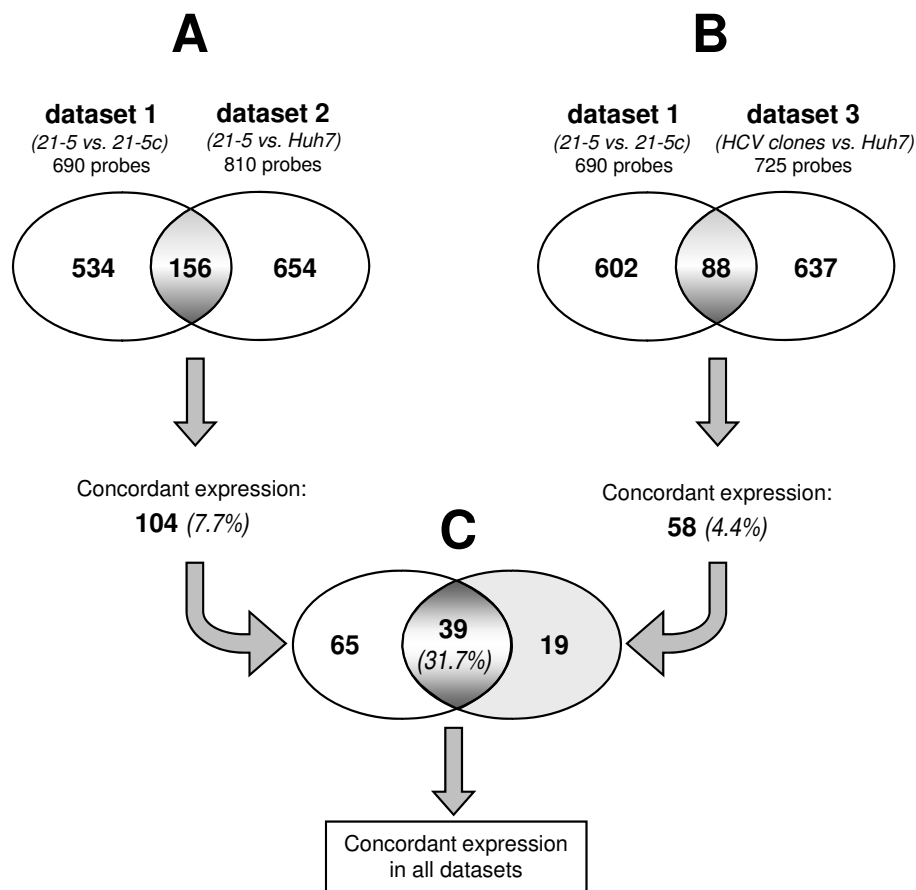 A
dataset 1
(21-5 vs. 21-5c)
690 probes
dataset 2
(21-5 vs. Huh7)
810 probes
534
156
654
Concordant expression:
104 (7.7%)
B
dataset 1
(21-5 vs. 21-5c)
690 probes
dataset 3
(HCV clones vs. Huh7)
725 probes
602
88
637
Concordant expression:
58 (4.4%)
C
65
39
(31.7%)
19
Concordant expression
in all datasets